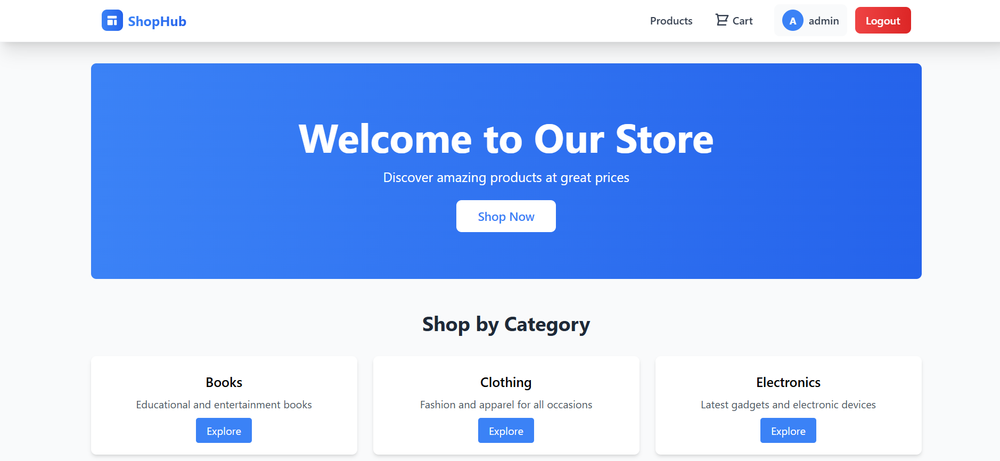 ShopHub
Products
Cart
A
admin
Logout
Welcome to Our Store
Discover amazing products at great prices
Shop Now
Shop by Category
Books
Educational and entertainment books
Explore
Clothing
Fashion and apparel for all occasions
Explore
Electronics
Latest gadgets and electronic devices
Explore